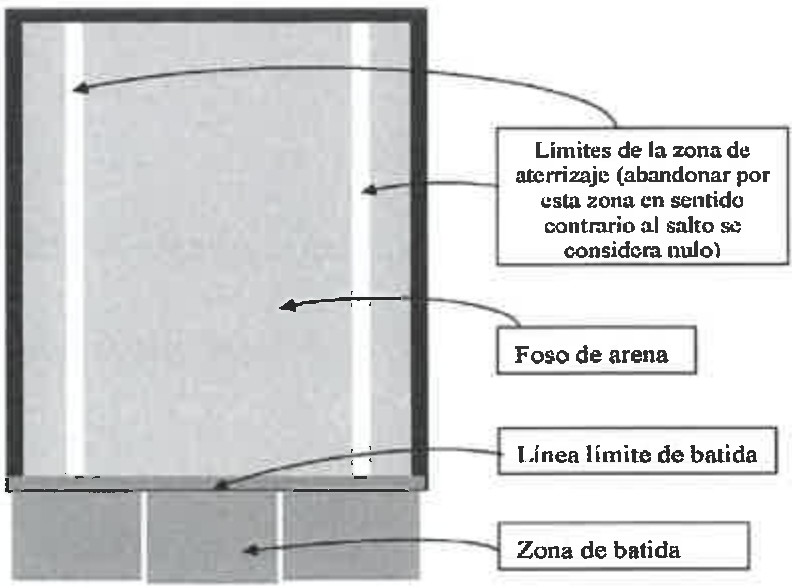 Límites de la zona de
aterrizaje (abandonar por
esta zona en sentido
contrario al salto se
considera nulo)
Foso de arena
Línea límite de batida
Zona de batida